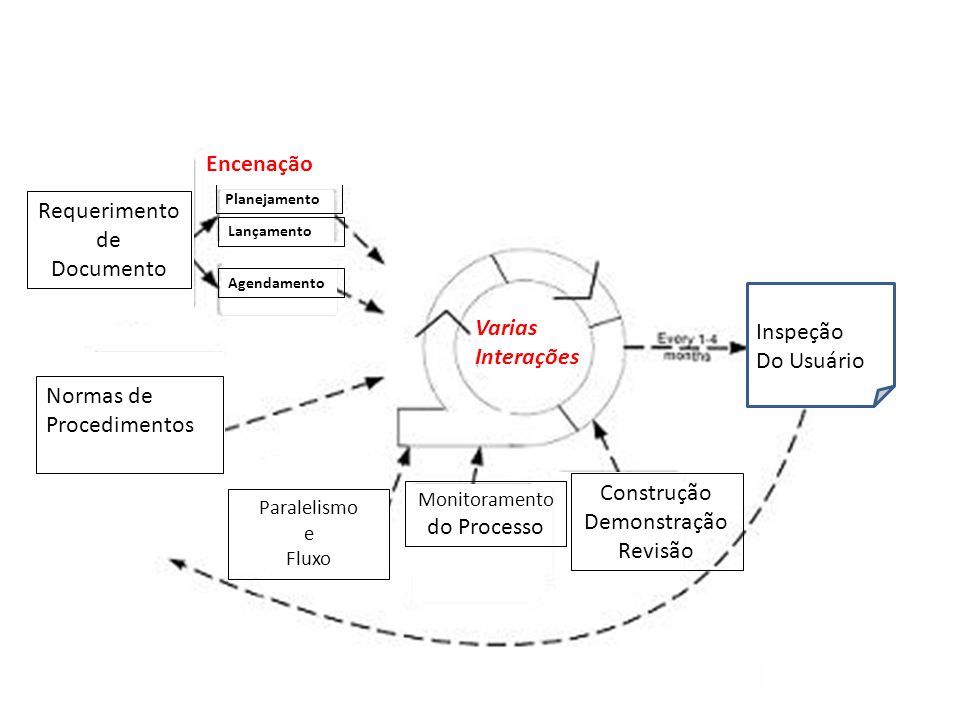 Encenação
Planejamento
Lançamento
Agendamento
Requerimento
de
Documento
Varias
Interações
Every 1-4
months
Inspeção
Do Usuário
Normas de
Procedimentos
Paralelismo
e
Fluxo
Monitoramento
do Processo
Construção
Demonstração
Revisão